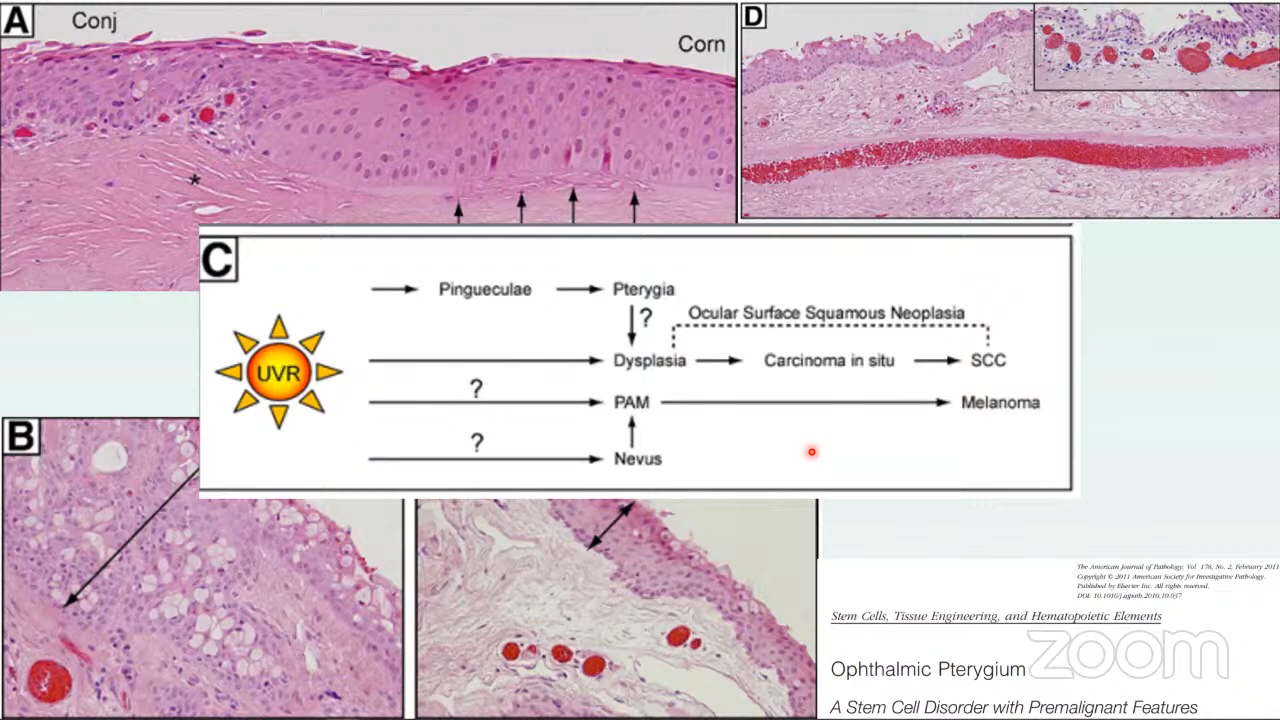 A
Conj
Corn
*
D
C
Pingueculae
Pterygia
?
Ocular Surface Squamous Neoplasia
UVR
Dysplasia
Carcinoma in situ
SCC
?
PAM
Melanoma
?
Nevus
B
The American Journal of Pathology, Vol. 178, No. 2, February 2011
Copyright © 2011 American Society for Investigative Pathology.
Published by Elsevier Inc. All rights reserved.
DOI: 10.1016/j.ajpath.2010.10.037
Stem Cells, Tissue Engineering, and Hematopoietic Elements
zoom
Ophthalmic Pterygium
A Stem Cell Disorder with Premalignant Features